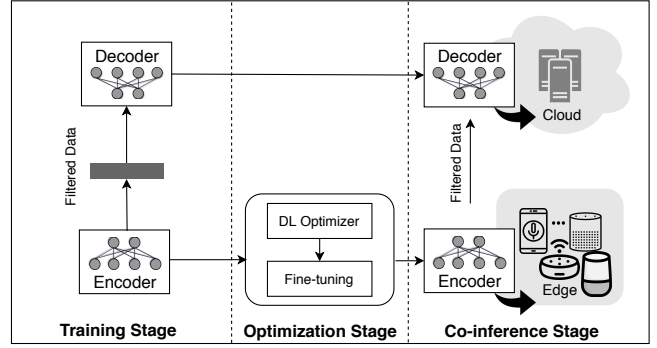 Decoder
Filtered Data
Encoder
Training Stage
DL Optimizer
Fine-tuning
Optimization Stage
Decoder
Cloud
Filtered Data
Encoder
Edge
Co-inference Stage